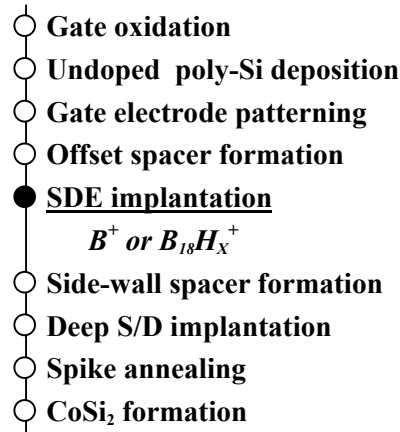 Gate oxidation
Undoped poly-Si deposition
Gate electrode patterning
Offset spacer formation
SDE implantation
B⁺ or B₁₈Hₓ⁺
Side-wall spacer formation
Deep S/D implantation
Spike annealing
CoSi₂ formation